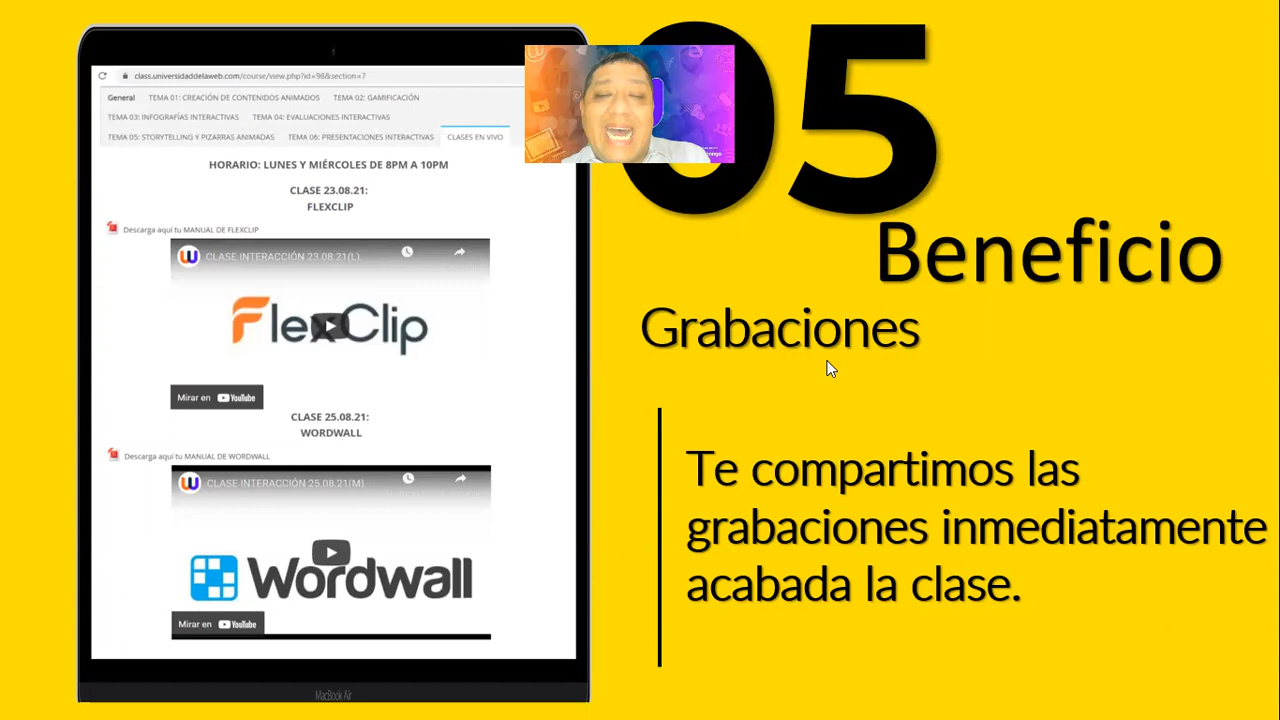 class.universidaddelaweb.com/course/view.php?id=98&section=7
General TEMA 01: CREACIÓN DE CONTENIDOS ANIMADOS TEMA 02: GAMIFICACIÓN
TEMA 03: INFOGRAFÍAS INTERACTIVAS TEMA 04: EVALUACIONES INTERACTIVAS
TEMA 05: STORYTELLING Y PIZARRAS ANIMADAS TEMA 06: PRESENTACIONES INTERACTIVAS CLASES EN VIVO
HORARIO: LUNES Y MIÉRCOLES DE 8PM A 10PM
CLASE 23.08.21:
FLEXCLIP
Descarga aquí tu MANUAL DE FLEXCLIP
CLASE INTERACCIÓN 23.08.21(L)
FlexClip
Mirar en YouTube
CLASE 25.08.21:
WORDWALL
Descarga aquí tu MANUAL DE WORDWALL
CLASE INTERACCIÓN 25.08.21(M)
Wordwall
Mirar en YouTube
MacBook Air
05
Beneficio
Grabaciones
Te compartimos las
grabaciones inmediatamente
acabada la clase.